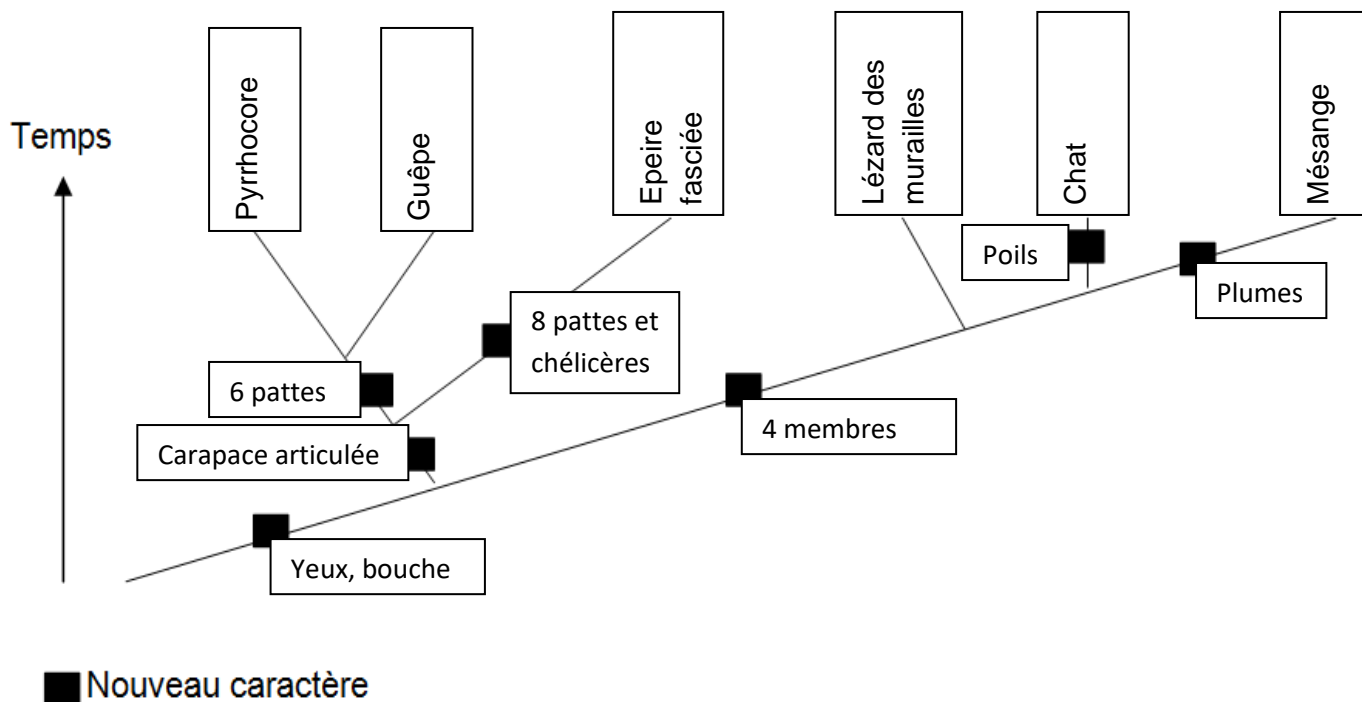 Temps
Pyrrhocore
Guêpe
Epeire
fasciée
Lézard des
murailles
Chat
Mésange
Poils
Plumes
8 pattes et
chélicères
6 pattes
4 membres
Carapace articulée
Yeux, bouche
Nouveau caractère